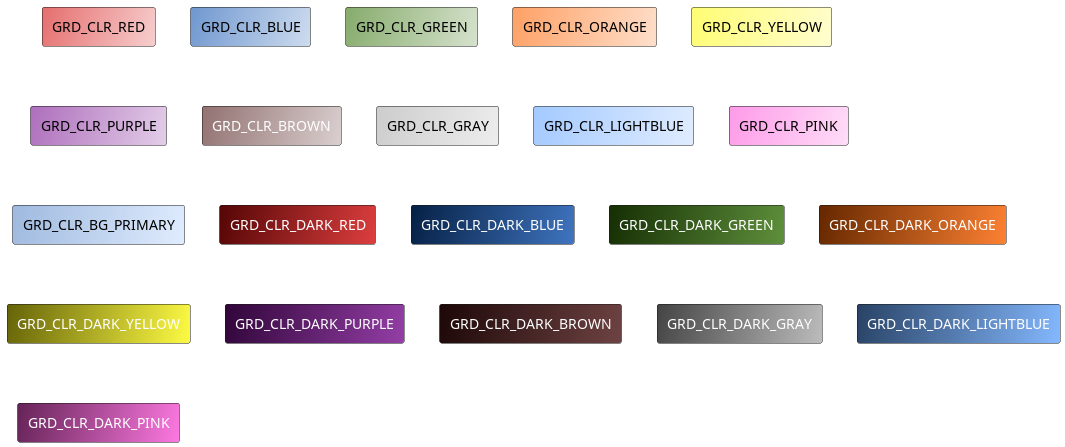 GRD_CLR_RED GRD_CLR_BLUE GRD_CLR_GREEN GRD_CLR_ORANGE GRD_CLR_YELLOW
GRD_CLR_PURPLE GRD_CLR_BROWN GRD_CLR_GRAY GRD_CLR_LIGHTBLUE GRD_CLR_PINK
GRD_CLR_BG_PRIMARY GRD_CLR_DARK_RED GRD_CLR_DARK_BLUE GRD_CLR_DARK_GREEN GRD_CLR_DARK_ORANGE
GRD_CLR_DARK_YELLOW GRD_CLR_DARK_PURPLE GRD_CLR_DARK_BROWN GRD_CLR_DARK_GRAY GRD_CLR_DARK_LIGHTBLUE
GRD_CLR_DARK_PINK